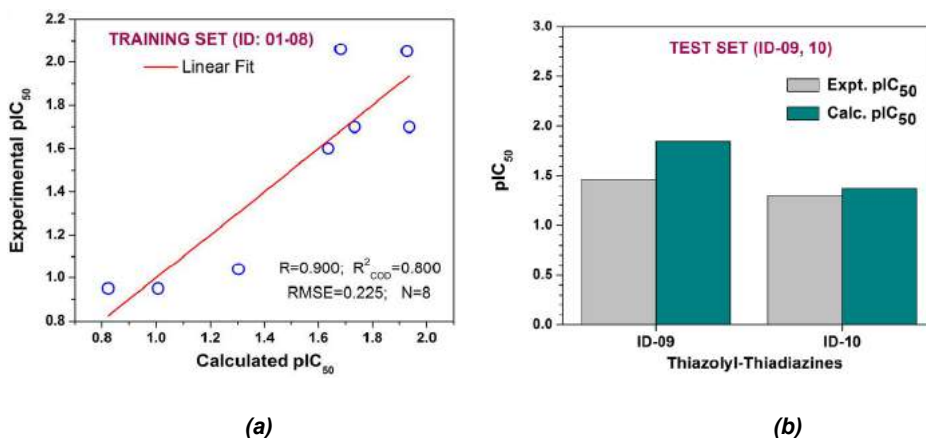 TRAINING SET (ID: 01-08)
Linear Fit
Experimental pIC50
2.2
2.0
1.8
1.6
1.4
1.2
1.0
0.8
R=0.900; R²COD=0.800
RMSE=0.225; N=8
0.8 1.0 1.2 1.4 1.6 1.8 2.0
Calculated pIC50
(a)
TEST SET (ID-09, 10)
Expt. pIC50
Calc. pIC50
pIC50
3.0
2.5
2.0
1.5
1.0
0.5
0.0
ID-09 ID-10
Thiazolyl-Thiadiazines
(b)